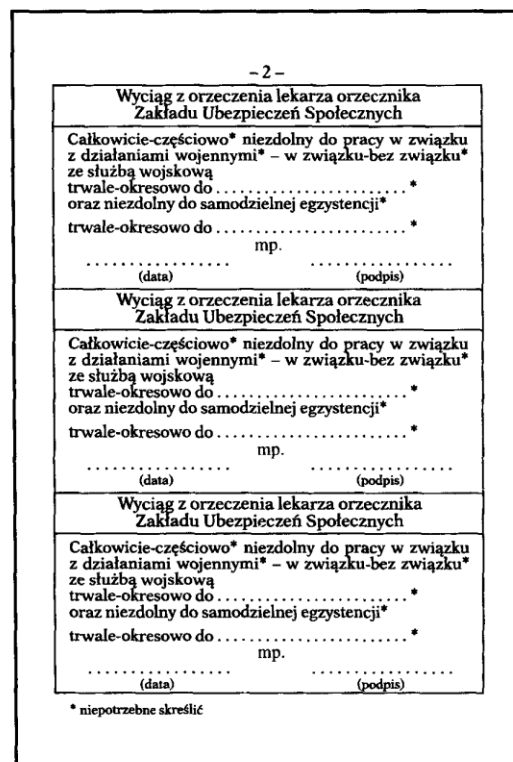 – 2 –
Wyciąg z orzeczenia lekarza orzecznika
Zakładu Ubezpieczeń Społecznych
Całkowicie-częściowo* niezdolny do pracy w związku
z działaniami wojennymi* – w związku-bez związku*
ze służbą wojskową
trwale-okresowo do . . . . . . . . . . . . . . . . . . . . . . . . . *
oraz niezdolny do samodzielnej egzystencji*
trwale-okresowo do . . . . . . . . . . . . . . . . . . . . . . . . . *
mp.
. . . . . . . . . . . . . . . . . . . . . . . . . . . . . . . . . .
(data) (podpis)
Wyciąg z orzeczenia lekarza orzecznika
Zakładu Ubezpieczeń Społecznych
Całkowicie-częściowo* niezdolny do pracy w związku
z działaniami wojennymi* – w związku-bez związku*
ze służbą wojskową
trwale-okresowo do . . . . . . . . . . . . . . . . . . . . . . . . . *
oraz niezdolny do samodzielnej egzystencji*
trwale-okresowo do . . . . . . . . . . . . . . . . . . . . . . . . . *
mp.
. . . . . . . . . . . . . . . . . . . . . . . . . . . . . . . . . .
(data) (podpis)
Wyciąg z orzeczenia lekarza orzecznika
Zakładu Ubezpieczeń Społecznych
Całkowicie-częściowo* niezdolny do pracy w związku
z działaniami wojennymi* – w związku-bez związku*
ze służbą wojskową
trwale-okresowo do . . . . . . . . . . . . . . . . . . . . . . . . . *
oraz niezdolny do samodzielnej egzystencji*
trwale-okresowo do . . . . . . . . . . . . . . . . . . . . . . . . . *
mp.
. . . . . . . . . . . . . . . . . . . . . . . . . . . . . . . . . .
(data) (podpis)
* niepotrzebne skreślić